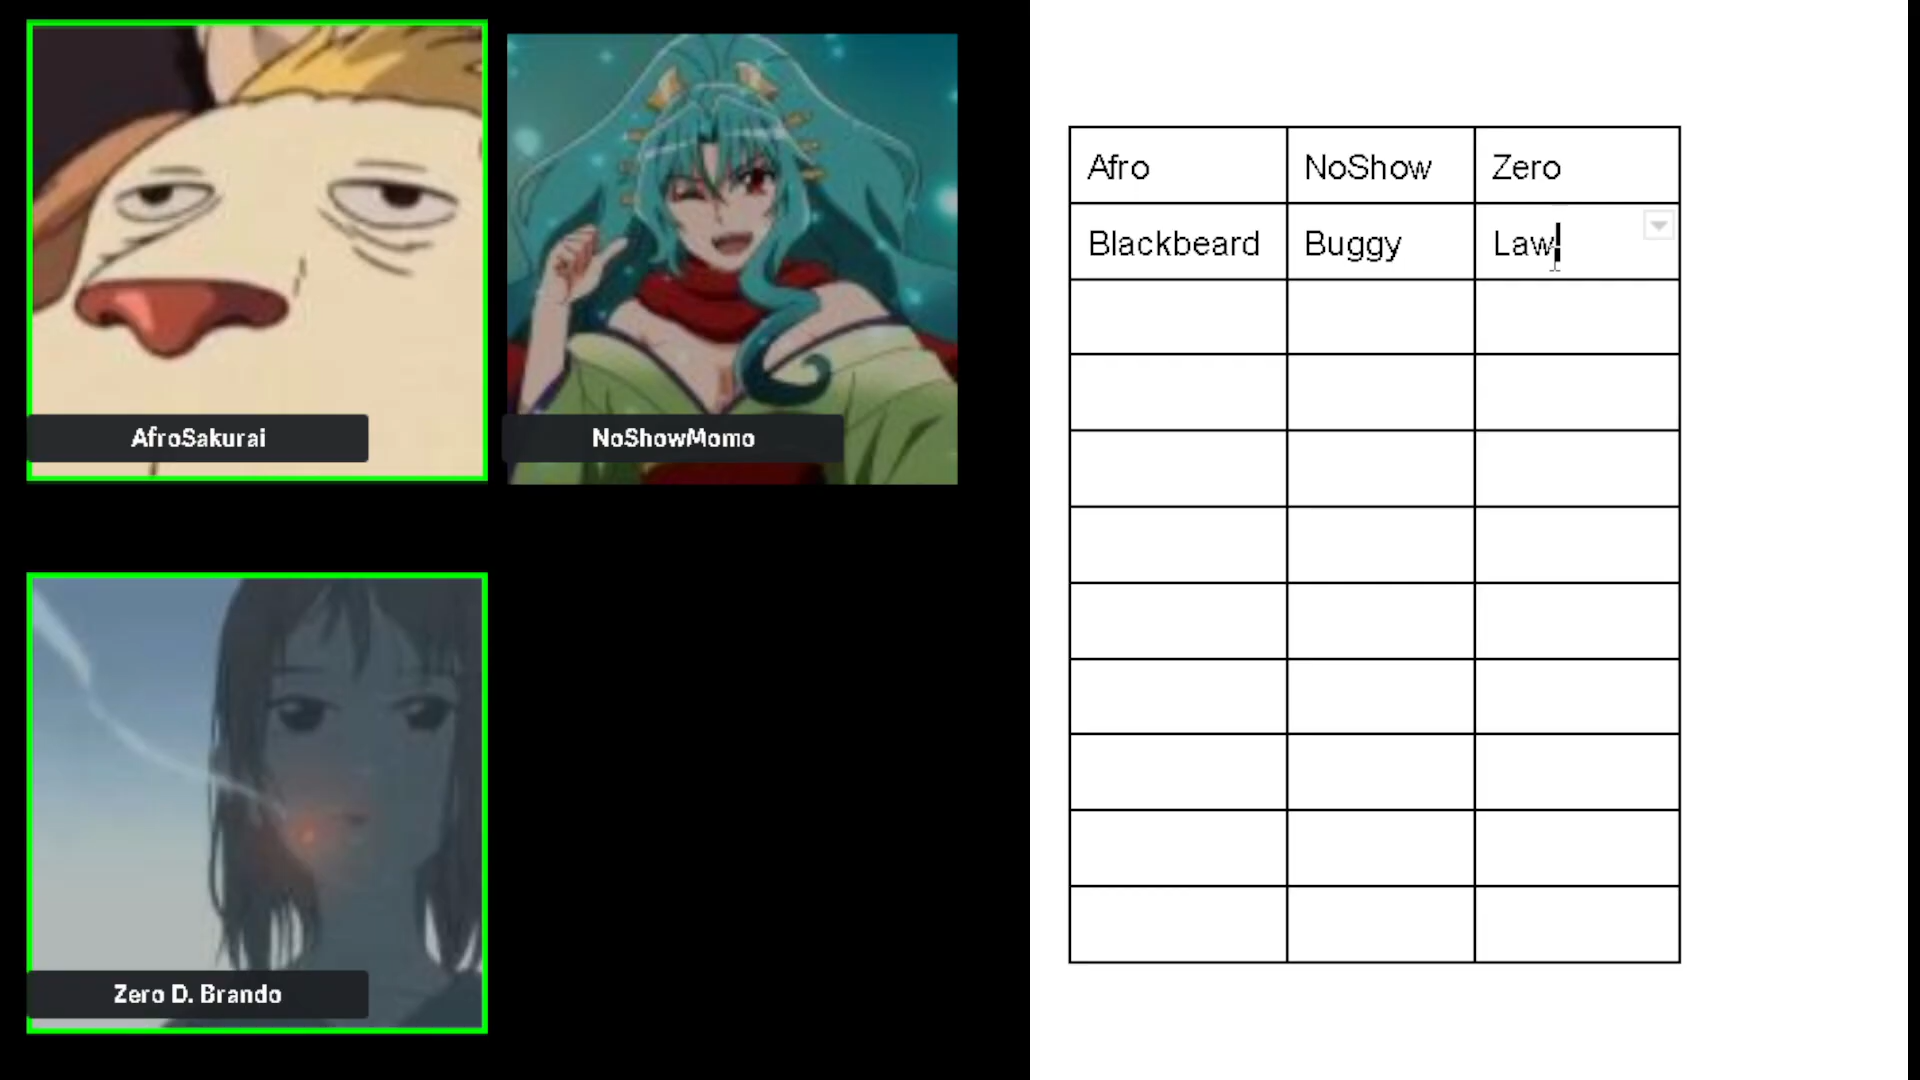 AfroSakurai
NoShowMomo
Zero D. Brando
Afro NoShow Zero
Blackbeard Buggy Law